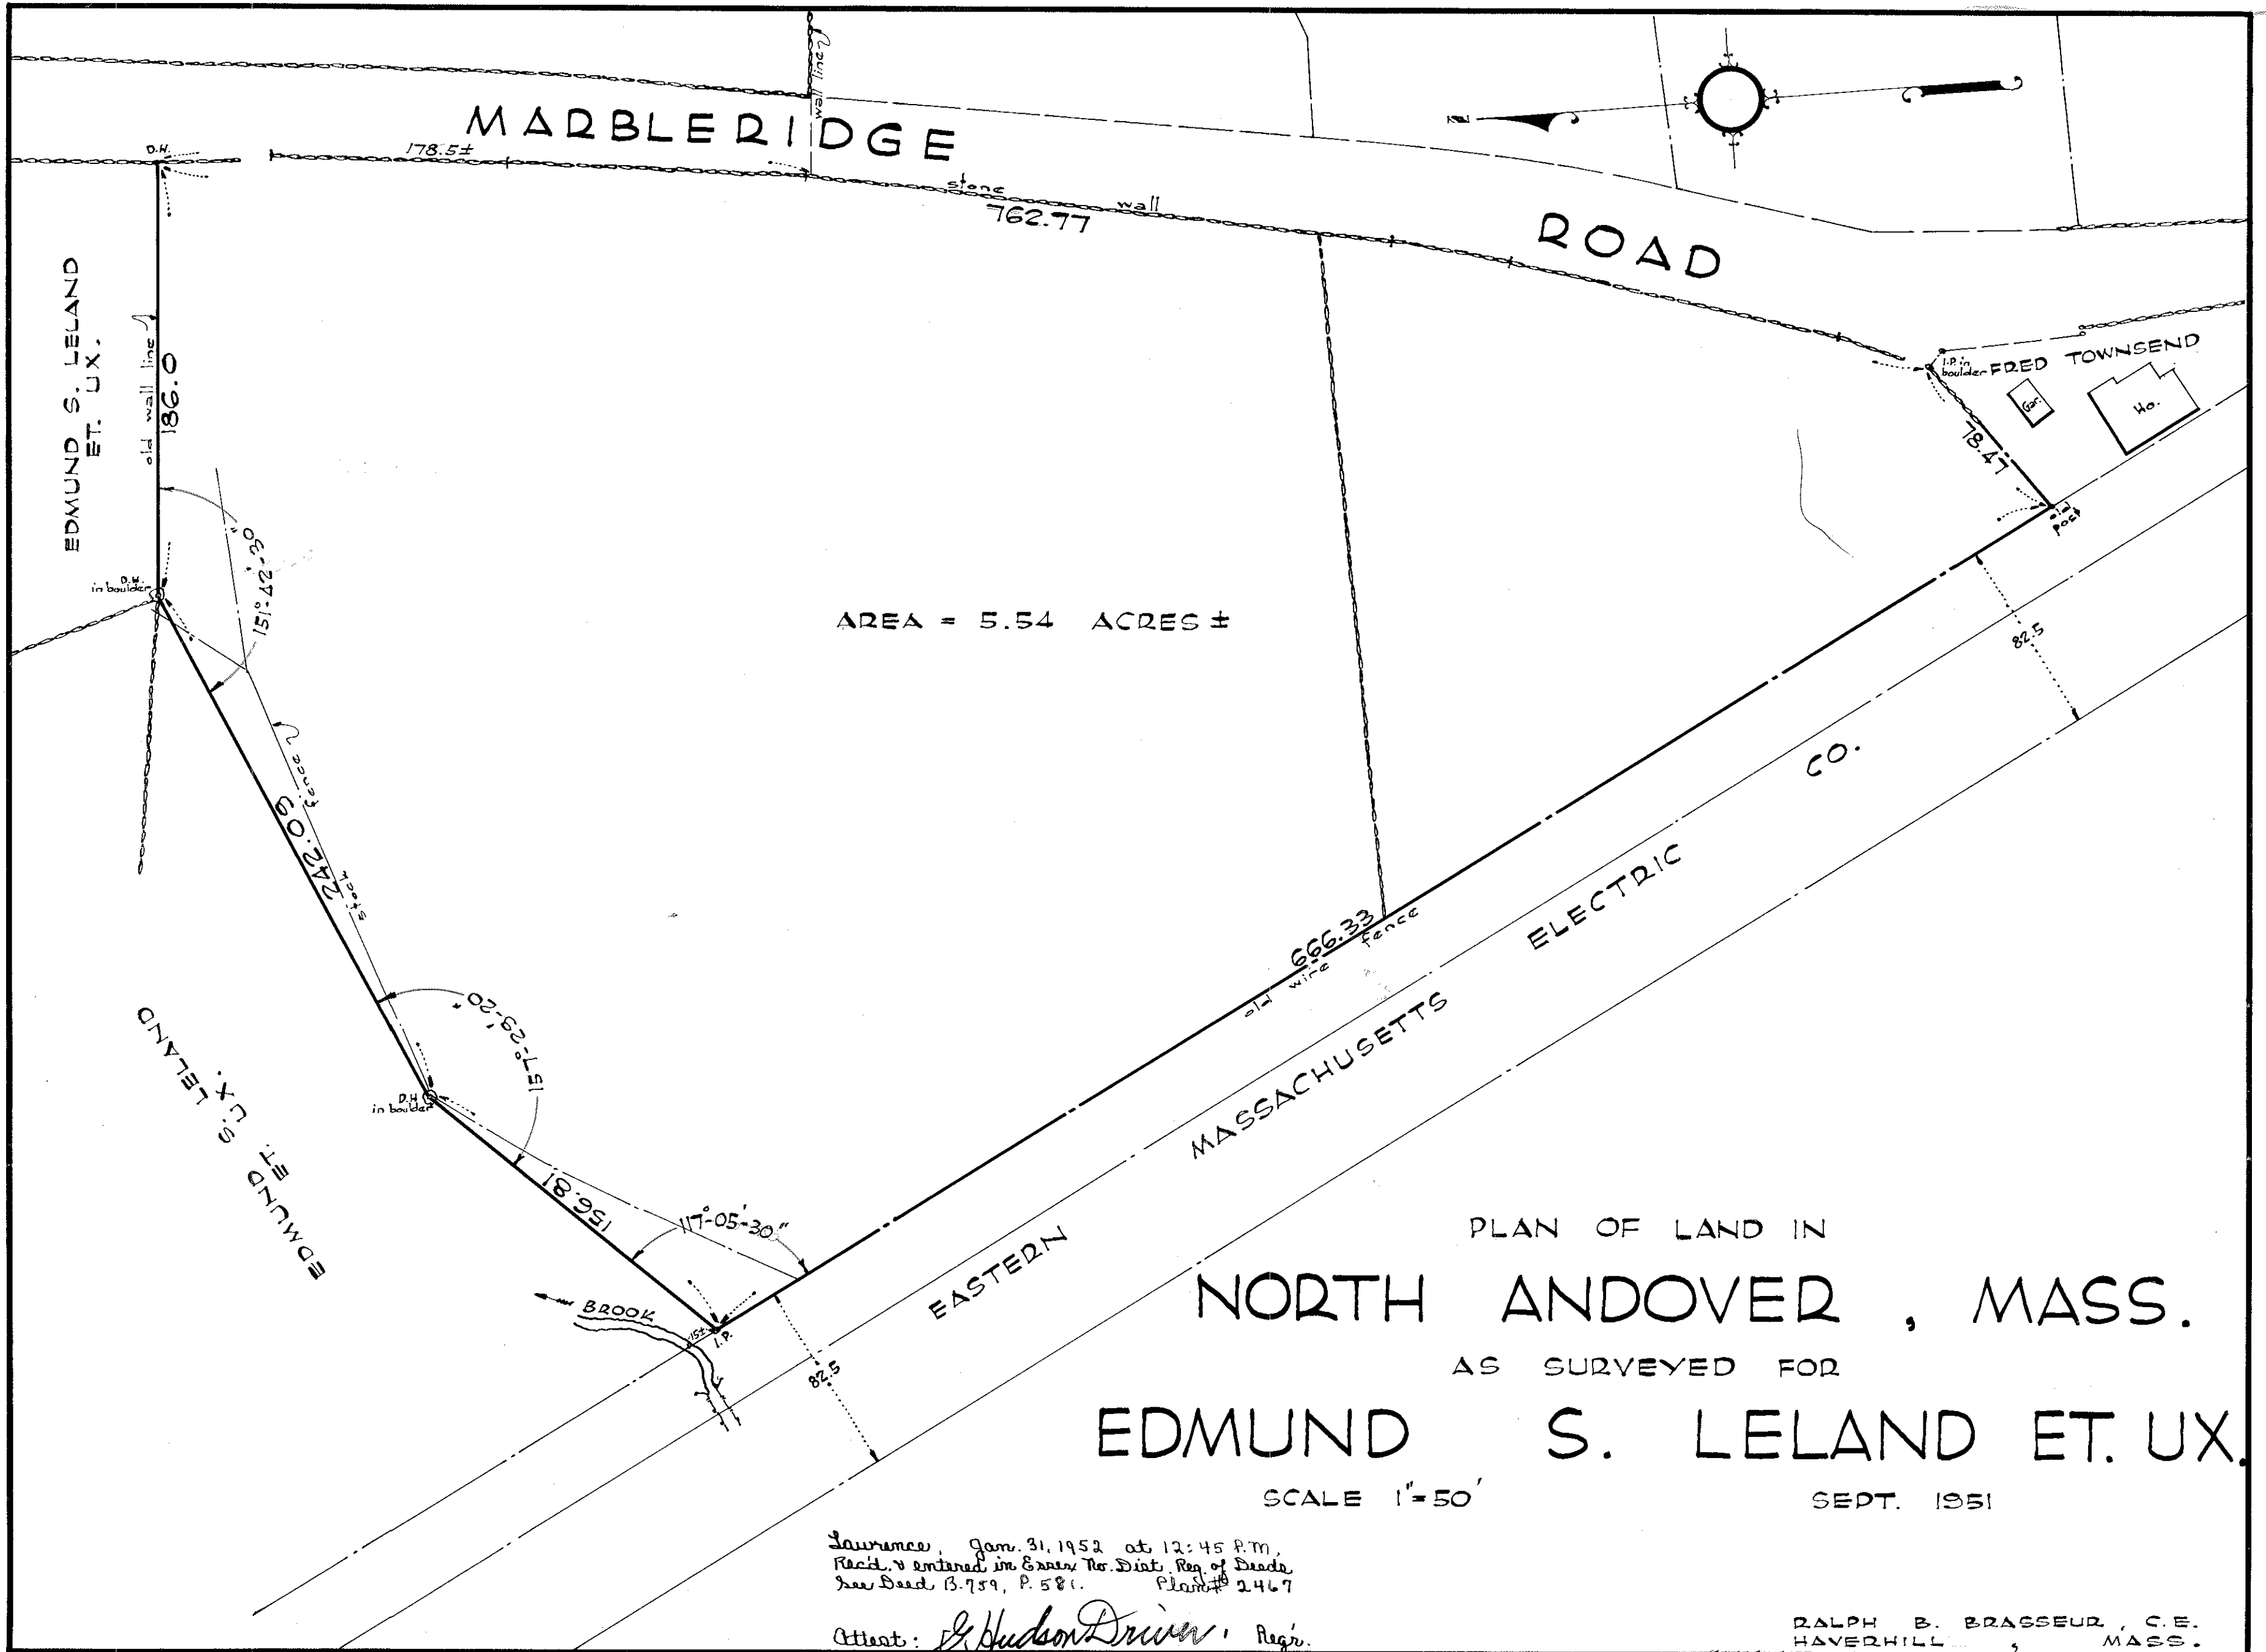 wall line
MARBLERIDGE
D.H.
178.5±
stone wall
762.77
ROAD
EDMUND S. LELAND
ET. UX.
old wall line
186.0
I.P. in
boulder
FRED TOWNSEND
Gar.
Ho.
78.47
old
post
151°-42'-30"
D.H.
in boulder
AREA = 5.54 ACRES ±
82.5
stock fence
242.09
CO.
ELECTRIC
MASSACHUSETTS
EASTERN
666.33
old wire fence
157°-29'-20"
D.H.
in boulder
EDMUND S. LELAND
ET. UX.
156.81
117°-05'-30"
BROOK
15±
I.P.
82.5
PLAN OF LAND IN
NORTH ANDOVER , MASS.
AS SURVEYED FOR
EDMUND S. LELAND ET. UX.
SCALE 1"=50'
SEPT. 1951
Lawrence, Jan. 31, 1952 at 12:45 P.M.
Rec'd. & entered in Essex No. Dist. Reg. of Deeds
See Deed B.759, P. 581. Plan # 2467
Attest: G. Hudson Driver, Reg'r.
RALPH B. BRASSEUR, C.E.
HAVERHILL , MASS.